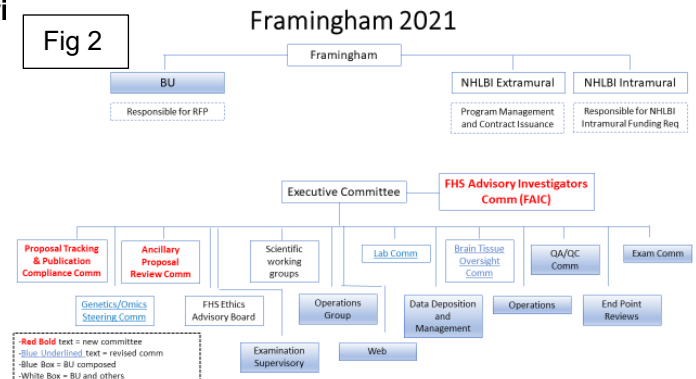 ri
Fig 2
Framingham 2021
Framingham
BU
NHLBI Extramural
NHLBI Intramural
Responsible for RFP
Program Management
and Contract Issuance
Responsible for NHLBI
Intramural Funding Req
Executive Committee
FHS Advisory Investigators
Comm (FAIC)
Proposal Tracking
& Publication
Compliance Comm
Ancillary
Proposal
Review Comm
Scientific
working
groups
Lab Comm
Brain Tissue
Oversight
Comm
QA/QC
Comm
Exam Comm
Genetics/Omics
Steering Comm
FHS Ethics
Advisory Board
Operations
Group
Data Deposition
and
Management
Operations
End Point
Reviews
Examination
Supervisory
Web
-Red Bold text = new committee
-Blue Underlined text = revised comm
-Blue Box = BU composed
-White Box = BU and others